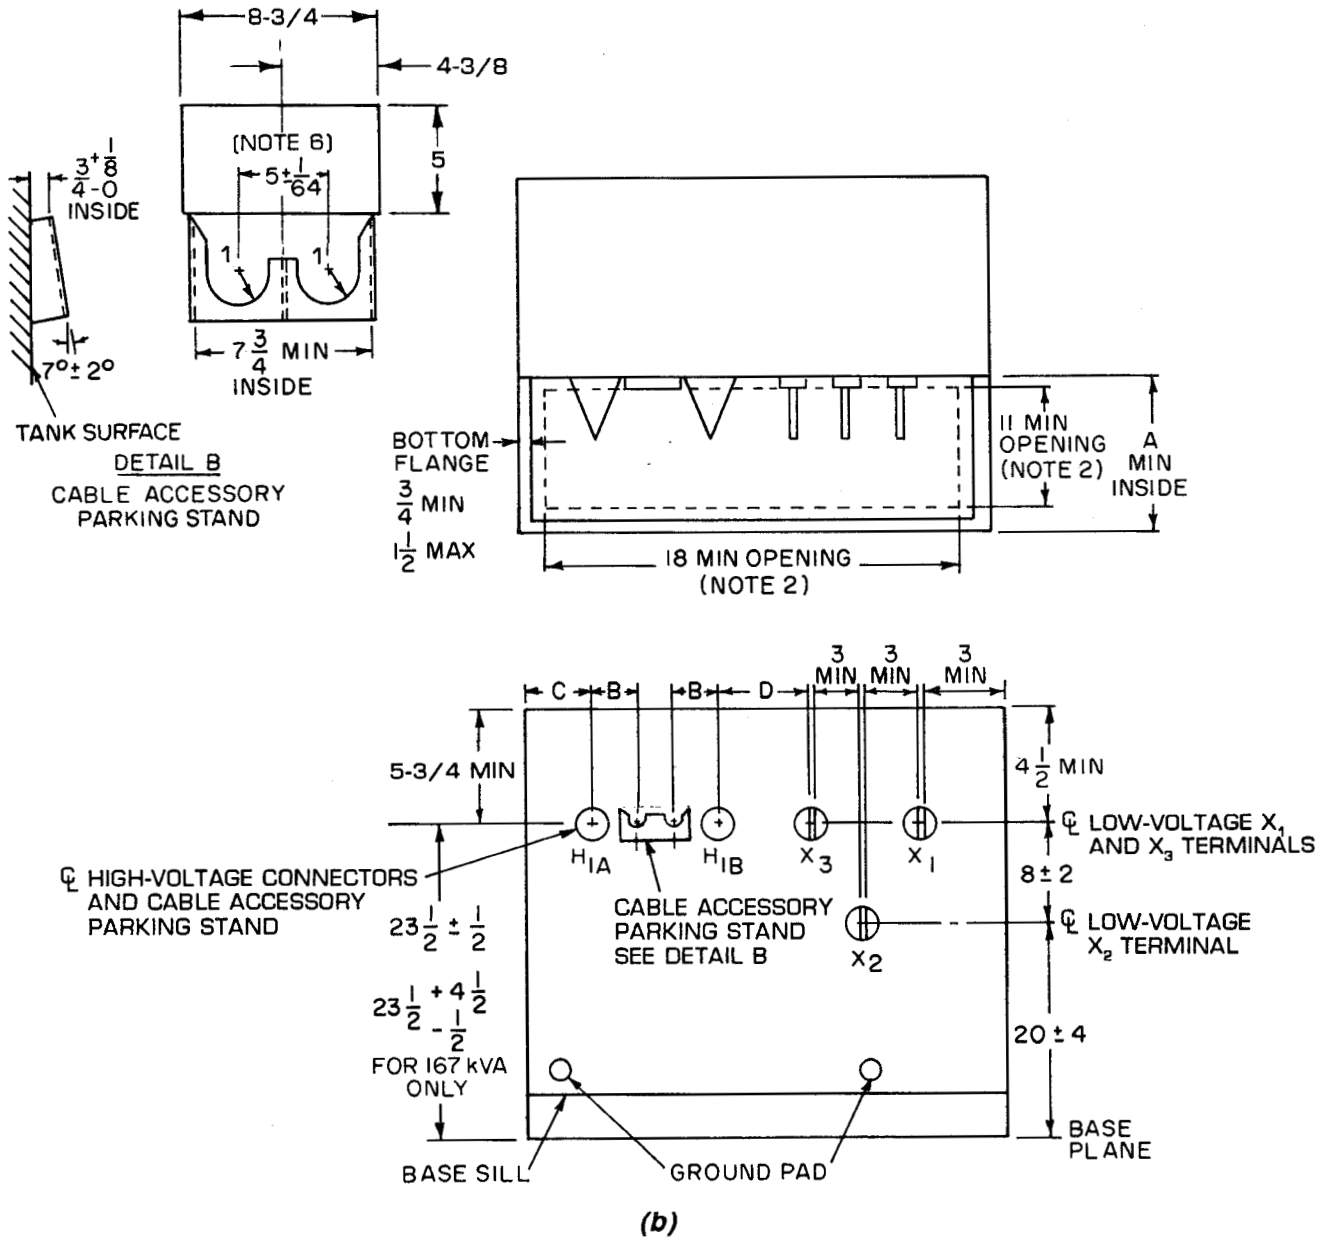 8-3/4
4-3/8
(NOTE 6)
5 ± 1/64
5
3/4 + 1/8 - 0
INSIDE
1
1
7 3/4 MIN
INSIDE
7° ± 2°
TANK SURFACE
DETAIL B
CABLE ACCESSORY
PARKING STAND
BOTTOM
FLANGE
3/4 MIN
1 1/2 MAX
11 MIN
OPENING
(NOTE 2)
A
MIN
INSIDE
18 MIN OPENING
(NOTE 2)
C
B
B
D
3
MIN
3
MIN
3
MIN
5-3/4 MIN
4 1/2 MIN
H1A
H1B
X3
X1
℄ LOW-VOLTAGE X1
AND X3 TERMINALS
℄ HIGH-VOLTAGE CONNECTORS
AND CABLE ACCESSORY
PARKING STAND
8 ± 2
CABLE ACCESSORY
PARKING STAND
SEE DETAIL B
X2
℄ LOW-VOLTAGE
X2 TERMINAL
23 1/2 ± 1/2
23 1/2 + 4 1/2 - 1/2
FOR 167 kVA
ONLY
20 ± 4
BASE
PLANE
BASE SILL
GROUND PAD
(b)